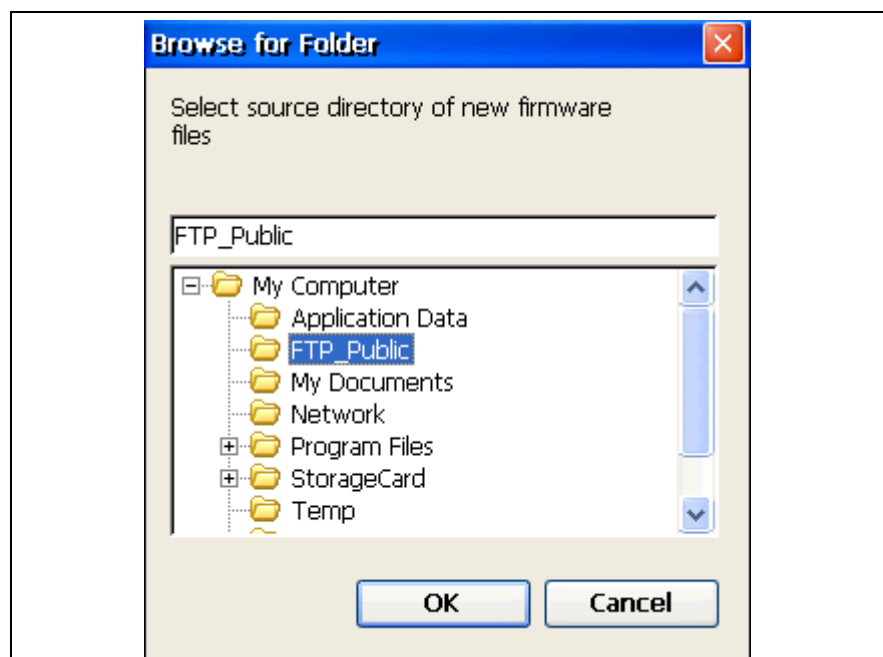 Browse for Folder
Select source directory of new firmware
files
FTP_Public
My Computer
Application Data
FTP_Public
My Documents
Network
Program Files
StorageCard
Temp
OK Cancel